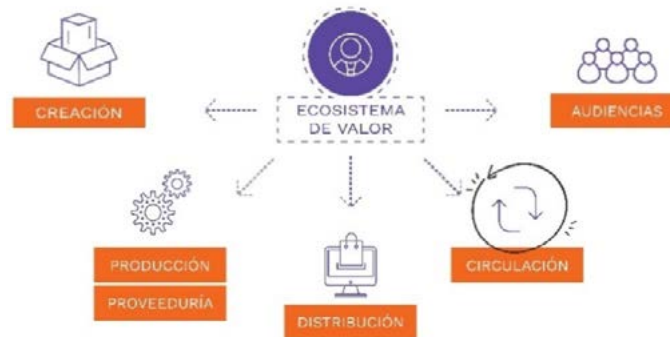 ECOSISTEMA
DE VALOR
CREACIÓN
AUDIENCIAS
PRODUCCIÓN
PROVEEDURÍA
DISTRIBUCIÓN
CIRCULACIÓN